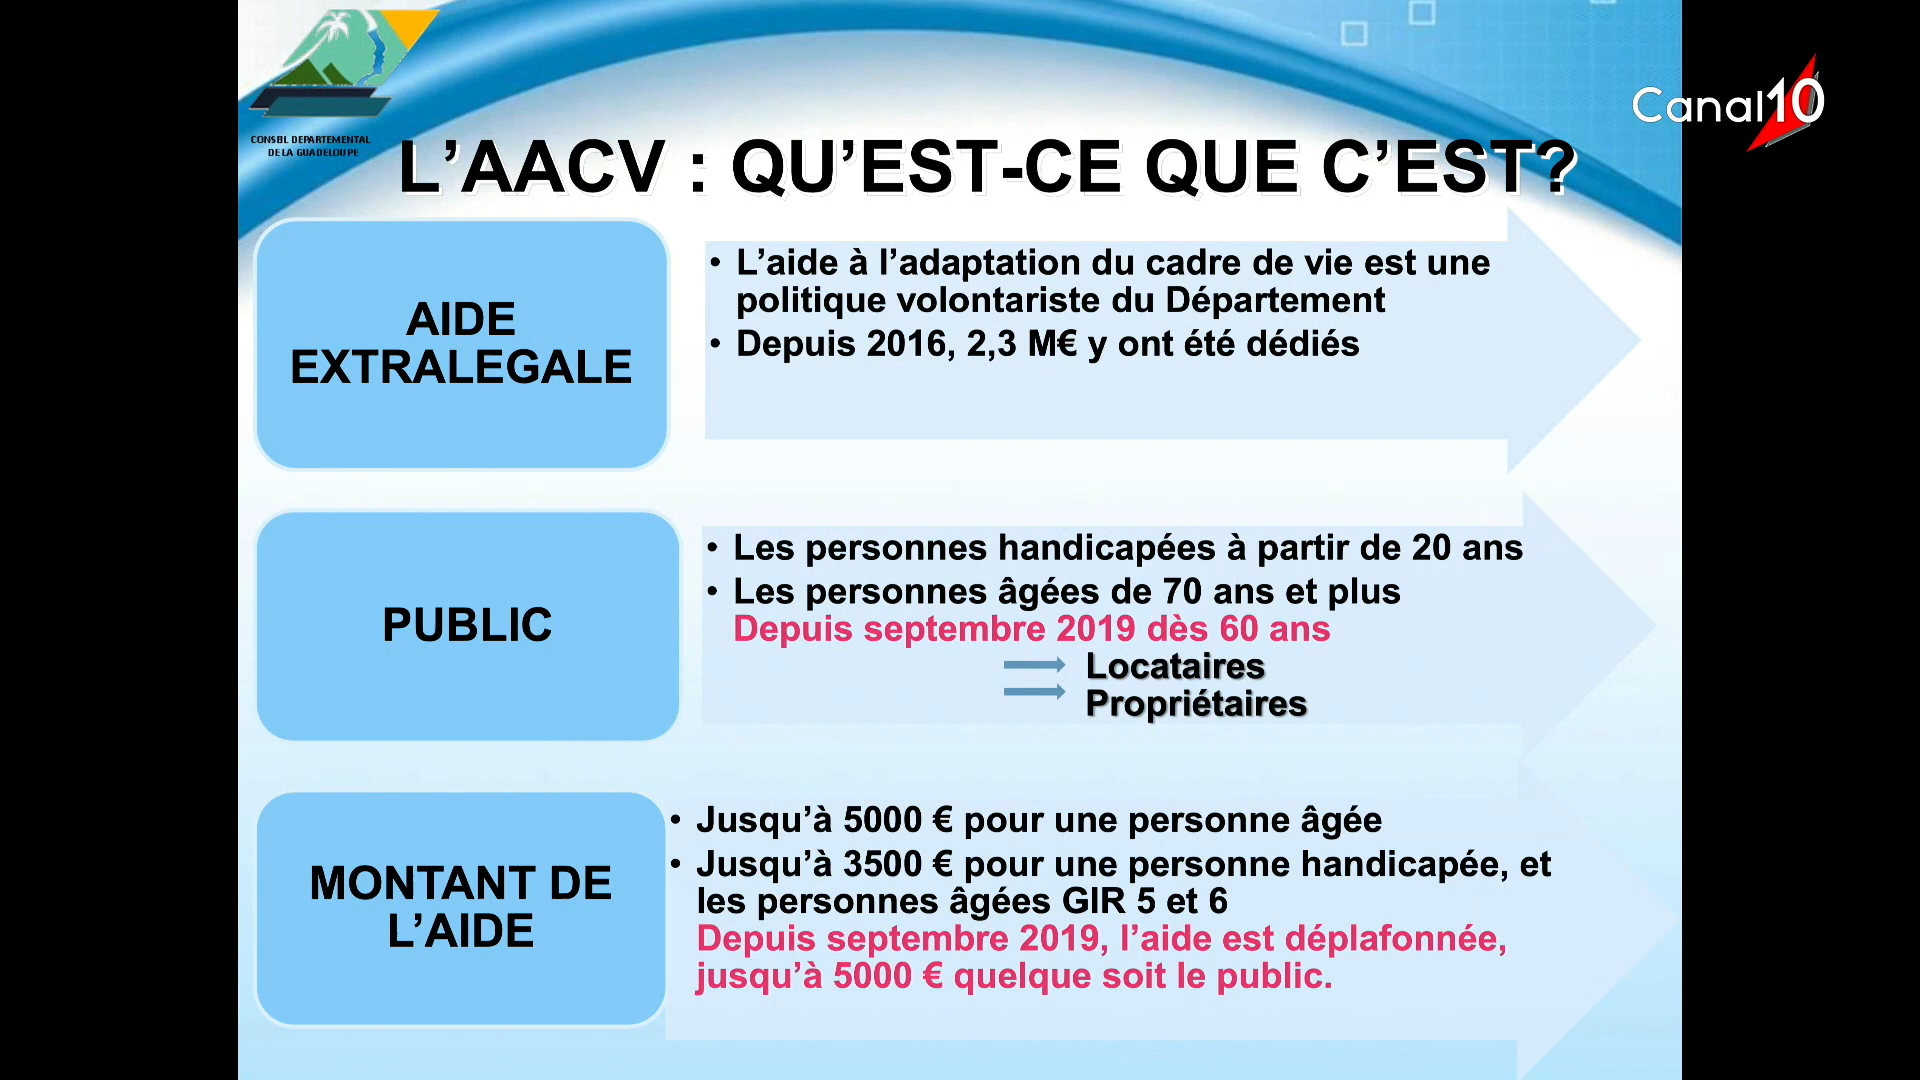 CONSEIL DEPARTEMENTAL
DE LA GUADELOUPE
Canal10
L’AACV : QU’EST-CE QUE C’EST?
AIDE
EXTRALEGALE
• L’aide à l’adaptation du cadre de vie est une
politique volontariste du Département
• Depuis 2016, 2,3 M€ y ont été dédiés
PUBLIC
• Les personnes handicapées à partir de 20 ans
• Les personnes âgées de 70 ans et plus
Depuis septembre 2019 dès 60 ans
Locataires
Propriétaires
MONTANT DE
L’AIDE
• Jusqu’à 5000 € pour une personne âgée
• Jusqu’à 3500 € pour une personne handicapée, et
les personnes âgées GIR 5 et 6
Depuis septembre 2019, l’aide est déplafonnée,
jusqu’à 5000 € quelque soit le public.